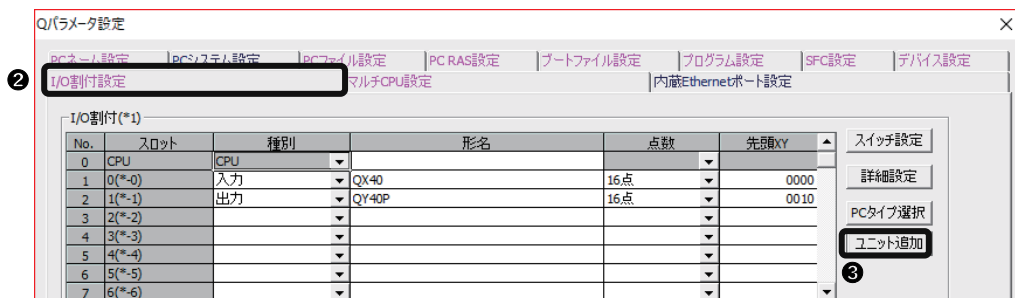 Qパラメータ設定 ×
PCネーム設定 PCシステム設定 PCファイル設定 PC RAS設定 ブートファイル設定 プログラム設定 SFC設定 デバイス設定
❷ I/O割付設定 マルチCPU設定 内蔵Ethernetポート設定
I/O割付(*1)
No. スロット 種別 形名 点数 先頭XY スイッチ設定
0 CPU CPU
1 0(*-0) 入力 QX40 16点 0000 詳細設定
2 1(*-1) 出力 QY40P 16点 0010
3 2(*-2) PCタイプ選択
4 3(*-3) ユニット追加
5 4(*-4)
6 5(*-5) ❸
7 6(*-6)